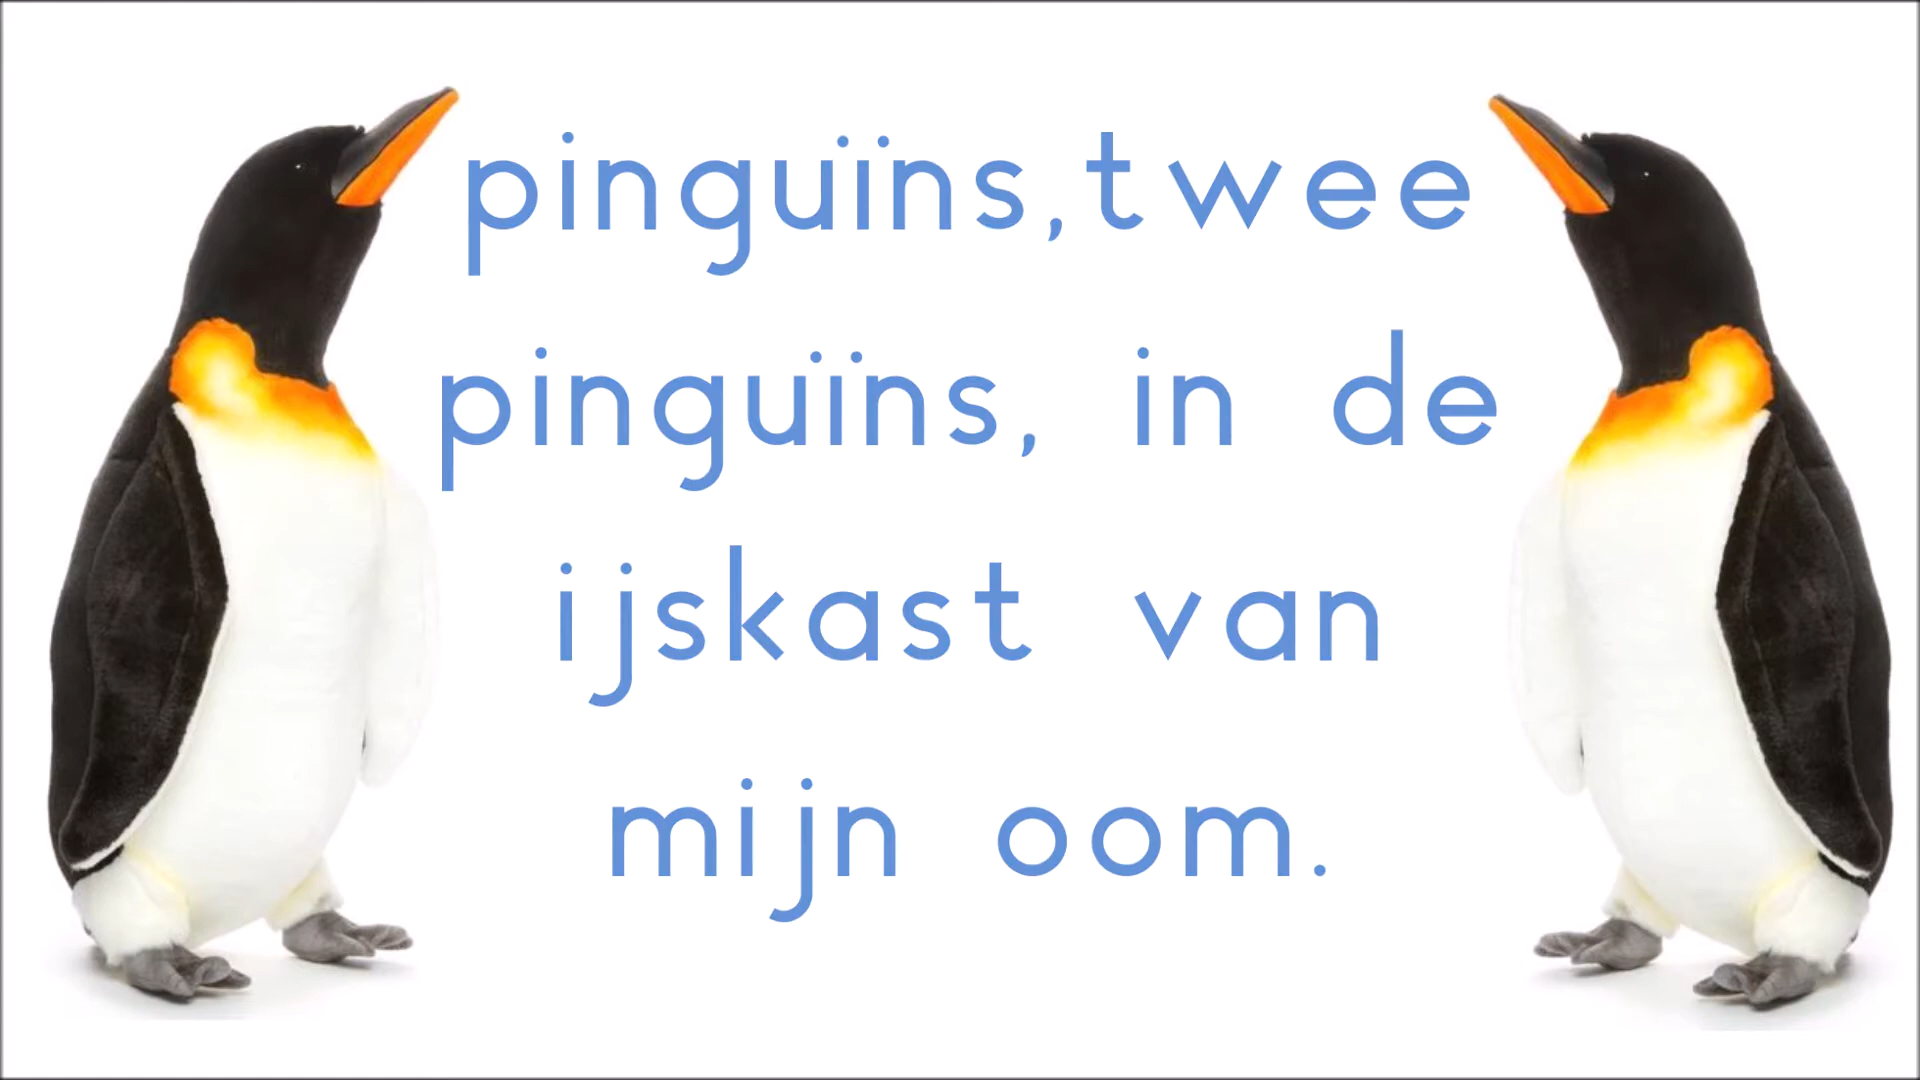 pinguïns,twee
pinguïns, in de
ijskast van
mijn oom.